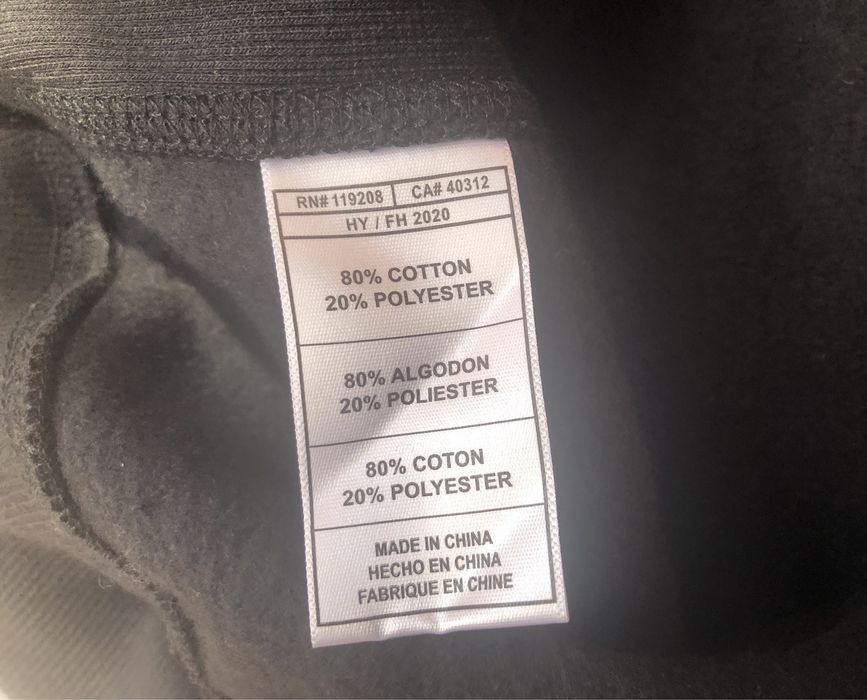 RN# 119208 CA# 40312
HY / FH 2020
80% COTTON
20% POLYESTER
80% ALGODON
20% POLIESTER
80% COTON
20% POLYESTER
MADE IN CHINA
HECHO EN CHINA
FABRIQUE EN CHINE